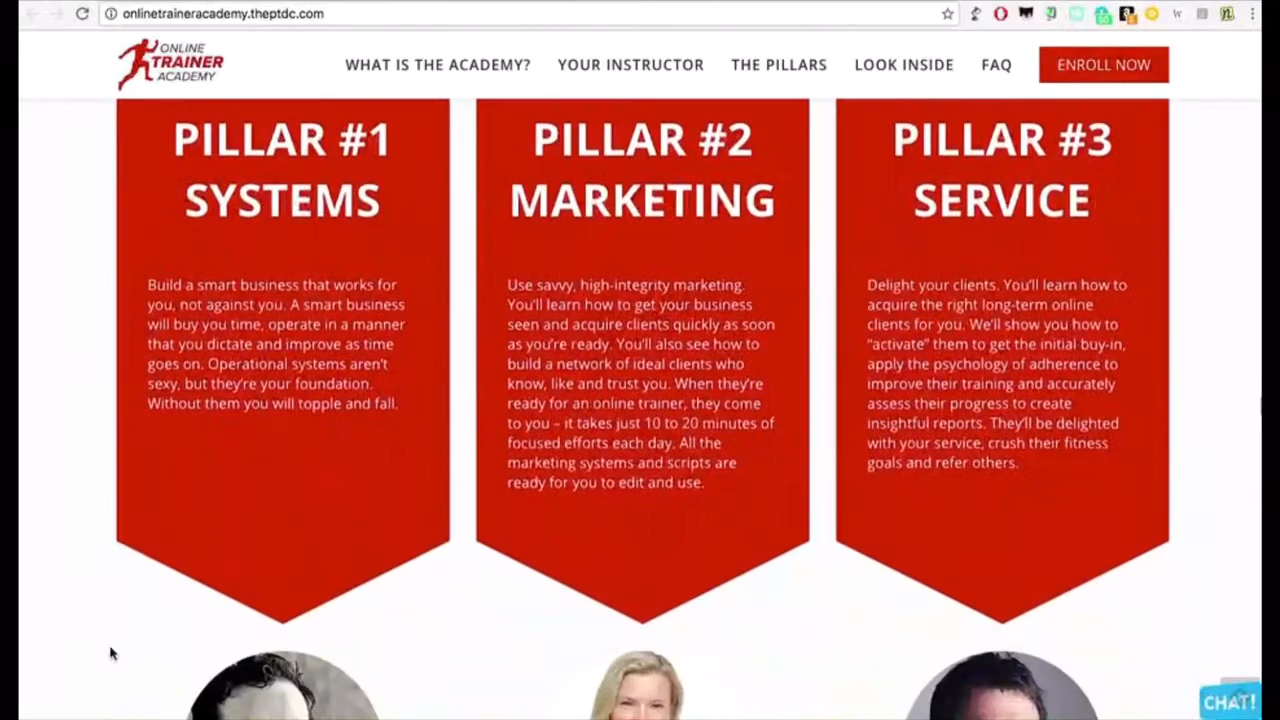 onlinetraineracademy.theptdc.com
ONLINE
TRAINER
ACADEMY
WHAT IS THE ACADEMY?
YOUR INSTRUCTOR
THE PILLARS
LOOK INSIDE
FAQ
ENROLL NOW
PILLAR #1
SYSTEMS
Build a smart business that works for
you, not against you. A smart business
will buy you time, operate in a manner
that you dictate and improve as time
goes on. Operational systems aren't
sexy, but they're your foundation.
Without them you will topple and fall.
PILLAR #2
MARKETING
Use savvy, high-integrity marketing.
You'll learn how to get your business
seen and acquire clients quickly as soon
as you're ready. You'll also see how to
build a network of ideal clients who
know, like and trust you. When they're
ready for an online trainer, they come
to you – it takes just 10 to 20 minutes of
focused efforts each day. All the
marketing systems and scripts are
ready for you to edit and use.
PILLAR #3
SERVICE
Delight your clients. You'll learn how to
acquire the right long-term online
clients for you. We'll show you how to
"activate" them to get the initial buy-in,
apply the psychology of adherence to
improve their training and accurately
assess their progress to create
insightful reports. They'll be delighted
with your service, crush their fitness
goals and refer others.
CHAT!